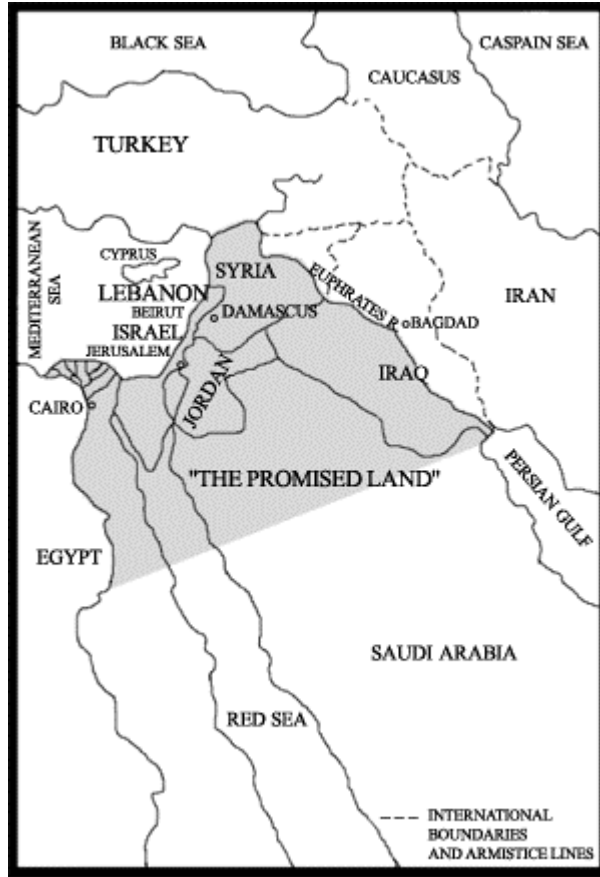 BLACK SEA
CASPAIN SEA
CAUCASUS
TURKEY
MEDITERRANEAN
SEA
CYPRUS
SYRIA
LEBANON
BEIRUT
DAMASCUS
ISRAEL
JERUSALEM
EUPHRATES R.
BAGDAD
IRAN
IRAQ
JORDAN
CAIRO
"THE PROMISED LAND"
PERSIAN GULF
EGYPT
SAUDI ARABIA
RED SEA
INTERNATIONAL
BOUNDARIES
AND ARMISTICE LINES